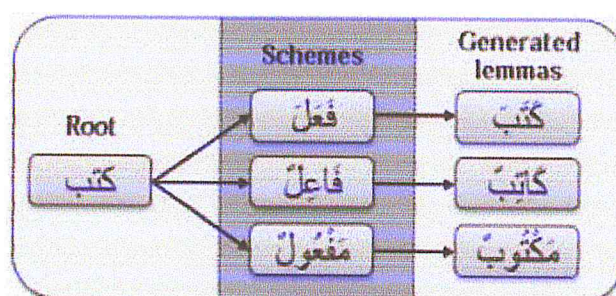 Schemes
Generated
lemmas
Root
كتب
فَعَلَ
كَتَبَ
فَاعِلٌ
كَاتِبٌ
مَفْعُولٌ
مَكْتُوبٌ